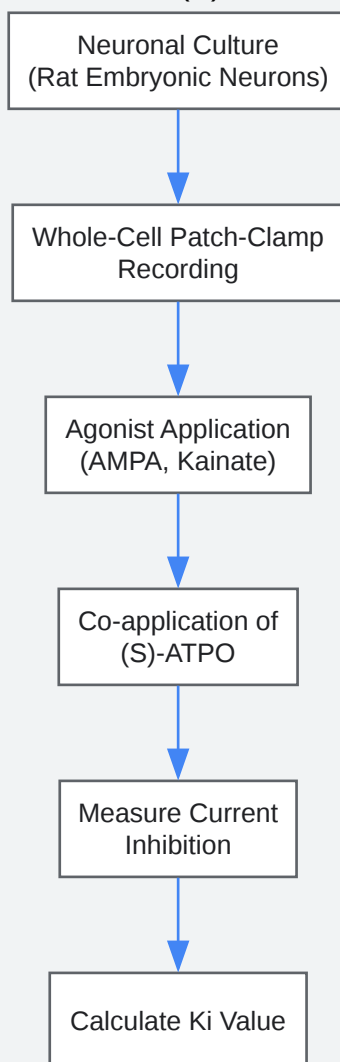 Neuronal Culture
(Rat Embryonic Neurons)
Whole-Cell Patch-Clamp
Recording
Agonist Application
(AMPA, Kainate)
Co-application of
(S)-ATPO
Measure Current
Inhibition
Calculate Ki Value